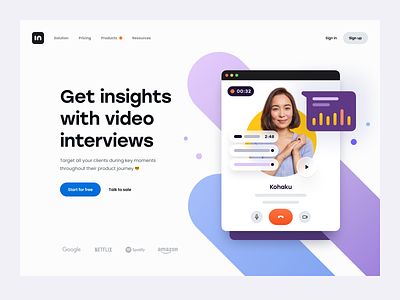 in
Solution
Pricing
Products
Resources
Sign in
Sign up
Get insights
with video
interviews
Target all your clients during key moments
throughout their product journey 😎
Start for free
Talk to sale
00:32
2:48
Kohaku
Google
NETFLIX
Spotify
amazon